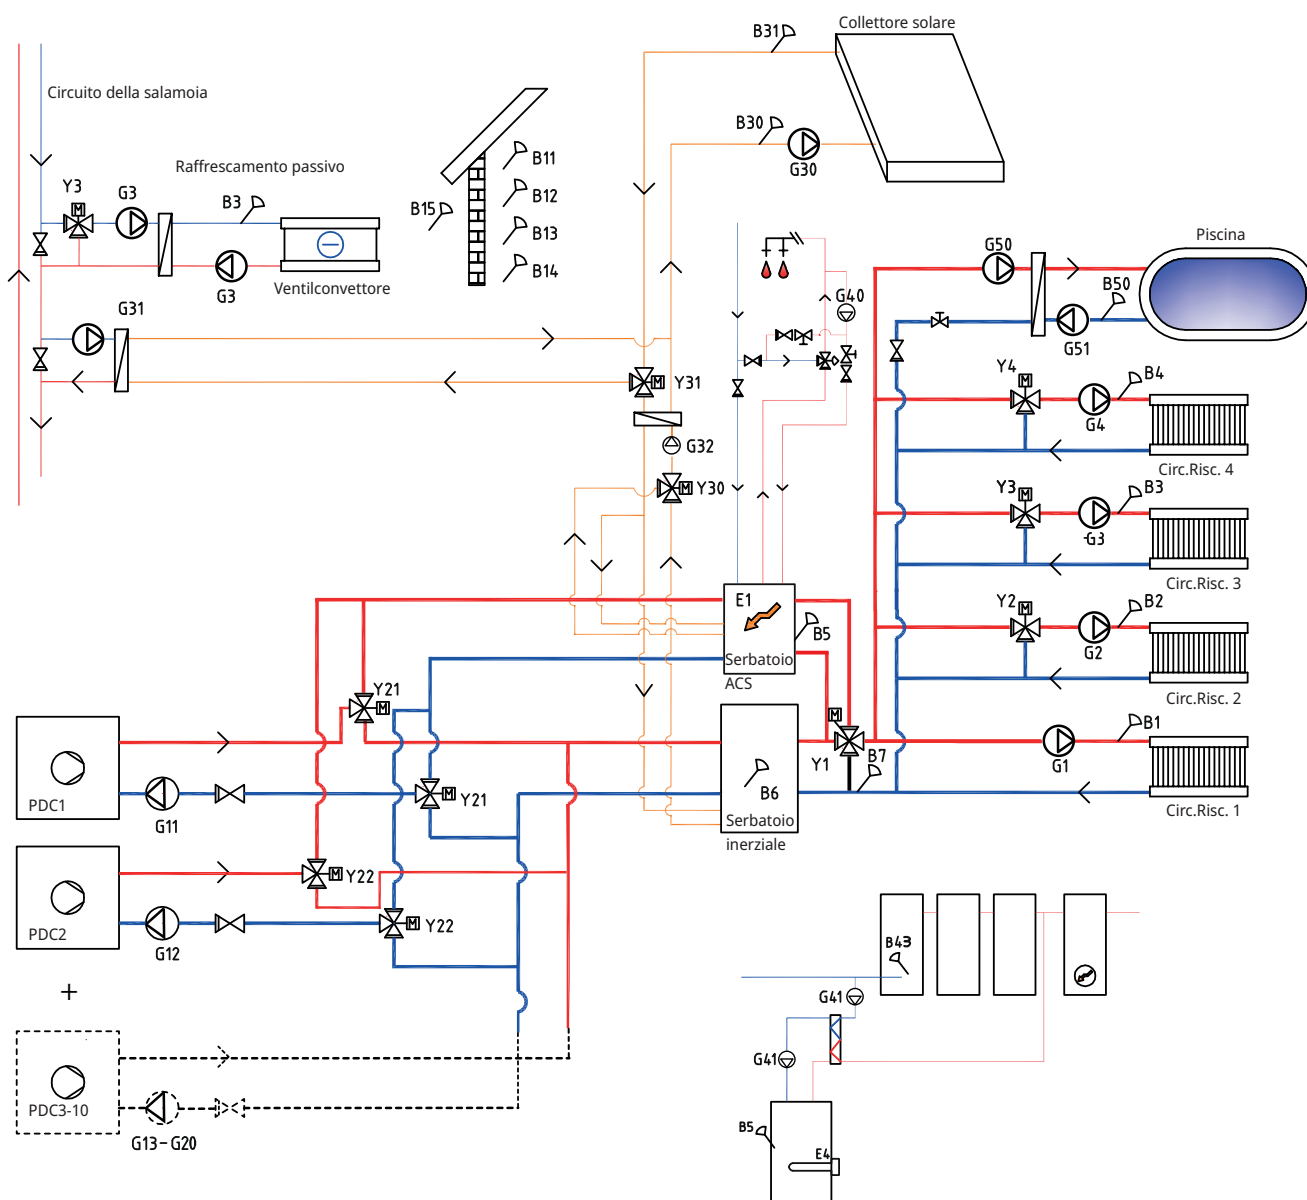 Collettore solare
B31
Circuito della salamoia
B30
G30
Raffrescamento passivo
B11
B12
B13
B14
B15
Y3
G3
B3
G3
Ventilconvettore
G31
Y31
G32
Y30
G40
Piscina
G50
B50
G51
Y4
B4
G4
Circ.Risc. 4
Y3
B3
-G3
Circ.Risc. 3
Y2
B2
G2
Circ.Risc. 2
M
Y1
B7
G1
B1
Circ.Risc. 1
E1
B5
Serbatoio
ACS
B6
Serbatoio
inerziale
Y21
M
PDC1
G11
M
Y21
PDC2
G12
M
Y22
M
Y22
+
PDC3-10
G13-G20
B43
G41
G41
B5
E4
M
M
M
M
M
M